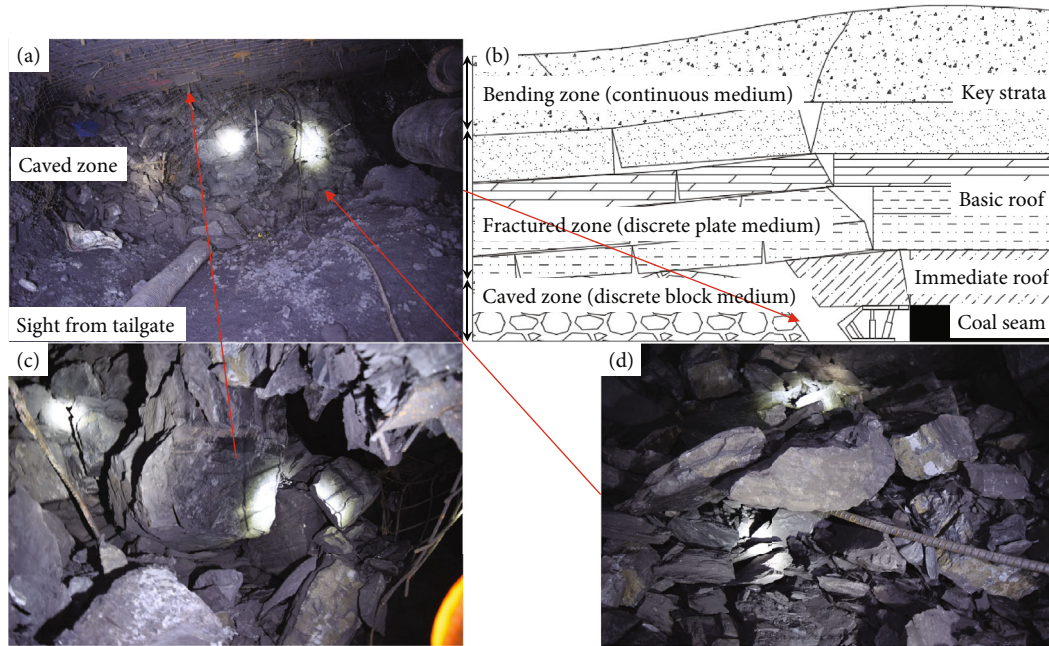 (a)
Caved zone
Sight from tailgate
(b)
Bending zone (continuous medium)
Key strata
Fractured zone (discrete plate medium)
Basic roof
Immediate roof
Caved zone (discrete block medium)
Coal seam
(c)
(d)